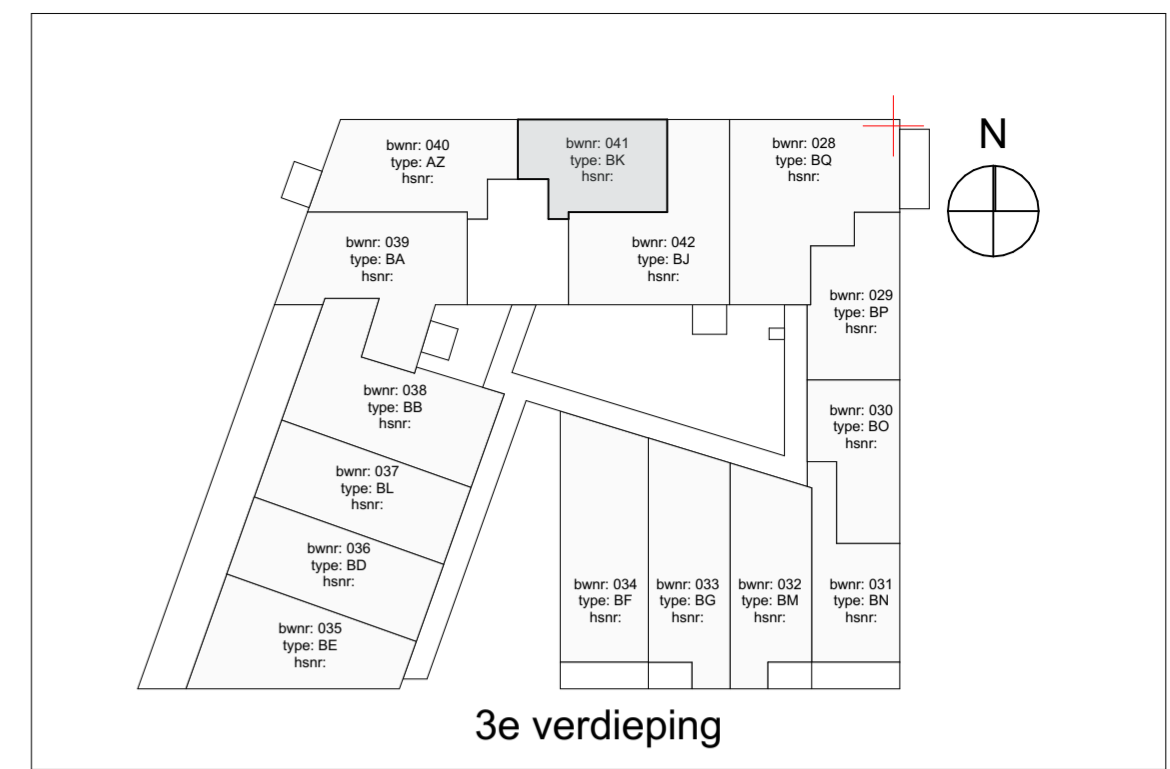 N
bwnr: 040
type: AZ
hsnr:
bwnr: 041
type: BK
hsnr:
bwnr: 028
type: BQ
hsnr:
bwnr: 039
type: BA
hsnr:
bwnr: 042
type: BJ
hsnr:
bwnr: 029
type: BP
hsnr:
bwnr: 038
type: BB
hsnr:
bwnr: 030
type: BO
hsnr:
bwnr: 037
type: BL
hsnr:
bwnr: 036
type: BD
hsnr:
bwnr: 034
type: BF
hsnr:
bwnr: 033
type: BG
hsnr:
bwnr: 032
type: BM
hsnr:
bwnr: 031
type: BN
hsnr:
bwnr: 035
type: BE
hsnr:
3e verdieping